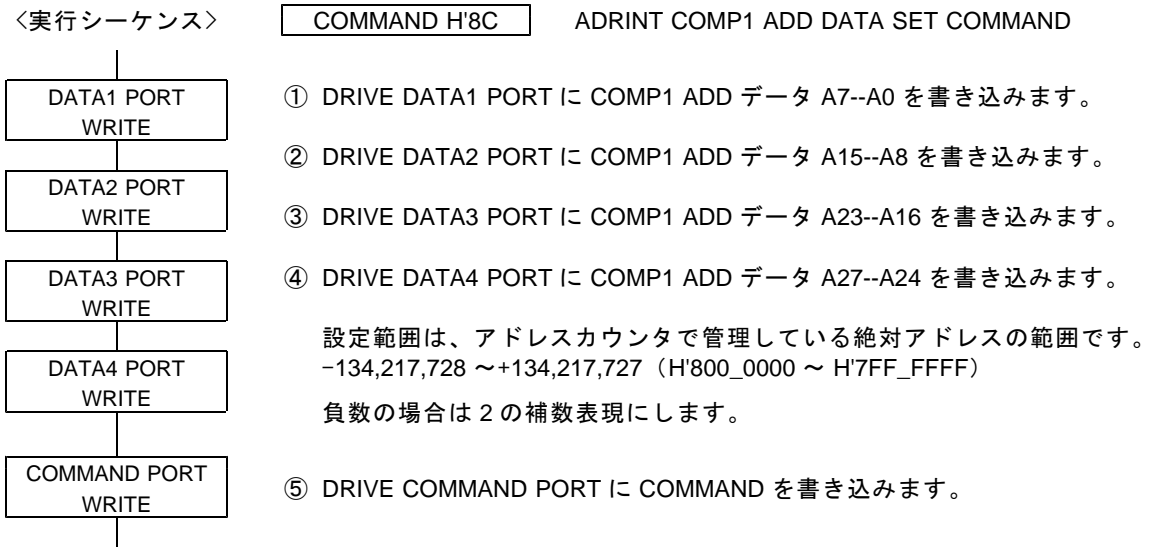 〈実行シーケンス〉 COMMAND H'8C ADRINT COMP1 ADD DATA SET COMMAND
DATA1 PORT
WRITE
① DRIVE DATA1 PORT に COMP1 ADD データ A7--A0 を書き込みます。
② DRIVE DATA2 PORT に COMP1 ADD データ A15--A8 を書き込みます。
DATA2 PORT
WRITE
③ DRIVE DATA3 PORT に COMP1 ADD データ A23--A16 を書き込みます。
DATA3 PORT
WRITE
④ DRIVE DATA4 PORT に COMP1 ADD データ A27--A24 を書き込みます。
設定範囲は、アドレスカウンタで管理している絶対アドレスの範囲です。
-134,217,728 ～+134,217,727（H'800_0000 ～ H'7FF_FFFF）
DATA4 PORT
WRITE
負数の場合は 2 の補数表現にします。
COMMAND PORT
WRITE
⑤ DRIVE COMMAND PORT に COMMAND を書き込みます。